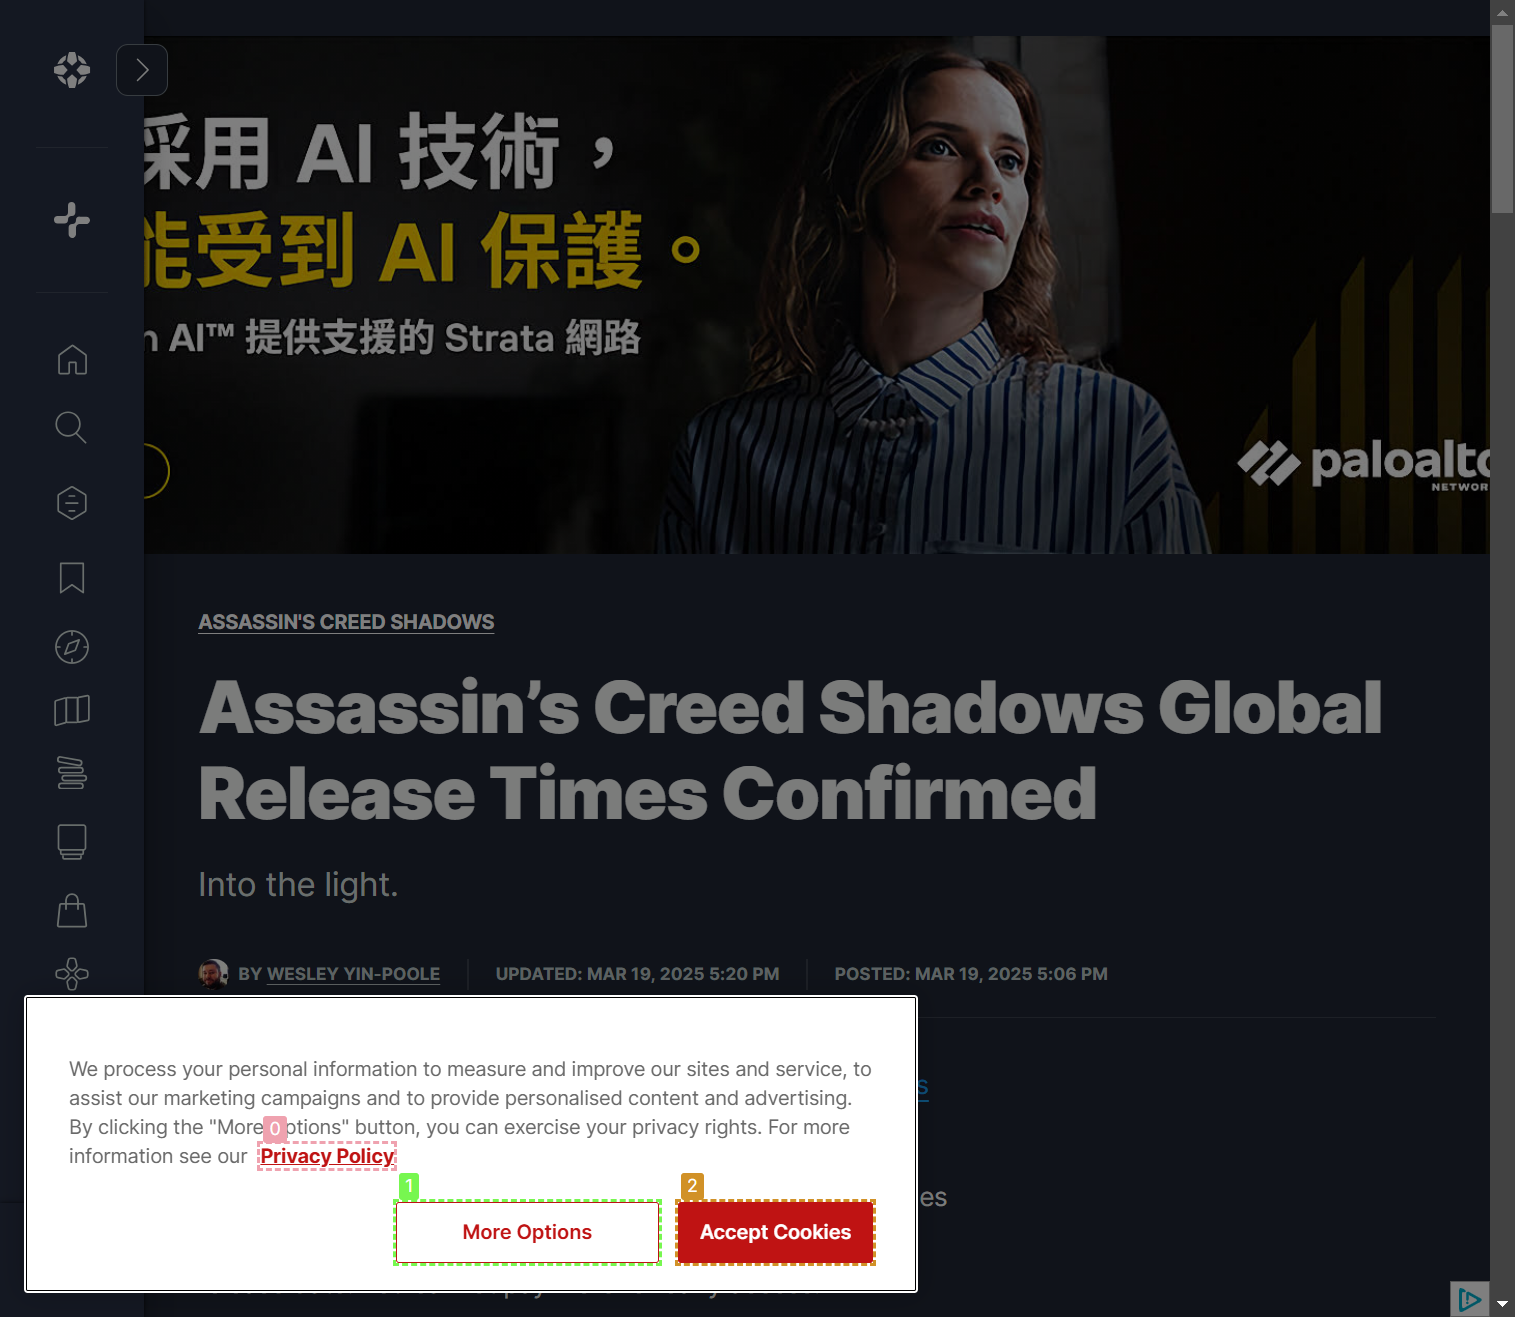 採用 AI 技術，
能受到 AI 保護。
n AI™ 提供支援的 Strata 網路
paloalto
NETWOR
ASSASSIN'S CREED SHADOWS
Assassin’s Creed Shadows Global
Release Times Confirmed
Into the light.
BY WESLEY YIN-POOLE
UPDATED: MAR 19, 2025 5:20 PM
POSTED: MAR 19, 2025 5:06 PM
s
We process your personal information to measure and improve our sites and service, to
assist our marketing campaigns and to provide personalised content and advertising.
0
By clicking the "More ptions" button, you can exercise your privacy rights. For more
information see our Privacy Policy
es
1
2
More Options
Accept Cookies